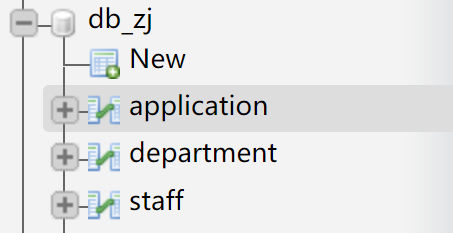 db_zj
New
application
department
staff